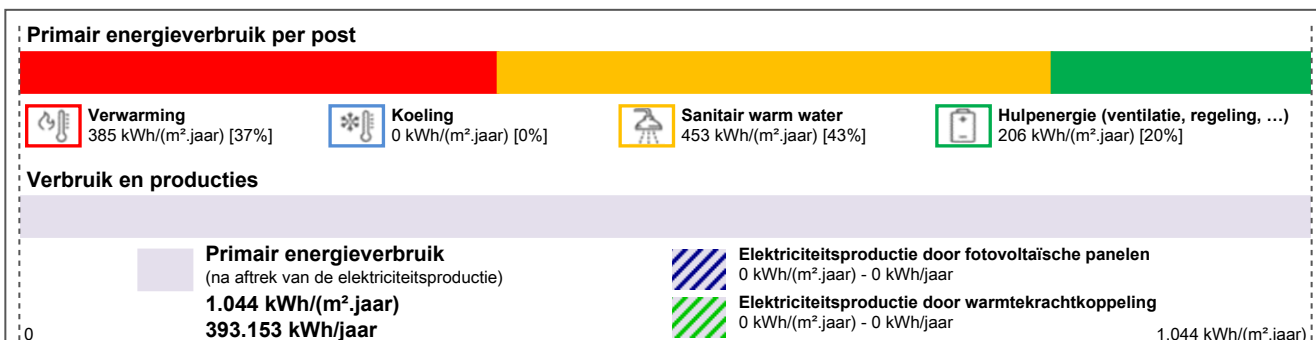 Primair energieverbruik per post
Verwarming
385 kWh/(m².jaar) [37%]
Koeling
0 kWh/(m².jaar) [0%]
Sanitair warm water
453 kWh/(m².jaar) [43%]
Hulpenergie (ventilatie, regeling, …)
206 kWh/(m².jaar) [20%]
Verbruik en producties
Primair energieverbruik
(na aftrek van de elektriciteitsproductie)
1.044 kWh/(m².jaar)
393.153 kWh/jaar
Elektriciteitsproductie door fotovoltaïsche panelen
0 kWh/(m².jaar) - 0 kWh/jaar
Elektriciteitsproductie door warmtekrachtkoppeling
0 kWh/(m².jaar) - 0 kWh/jaar
0
1.044 kWh/(m².jaar)